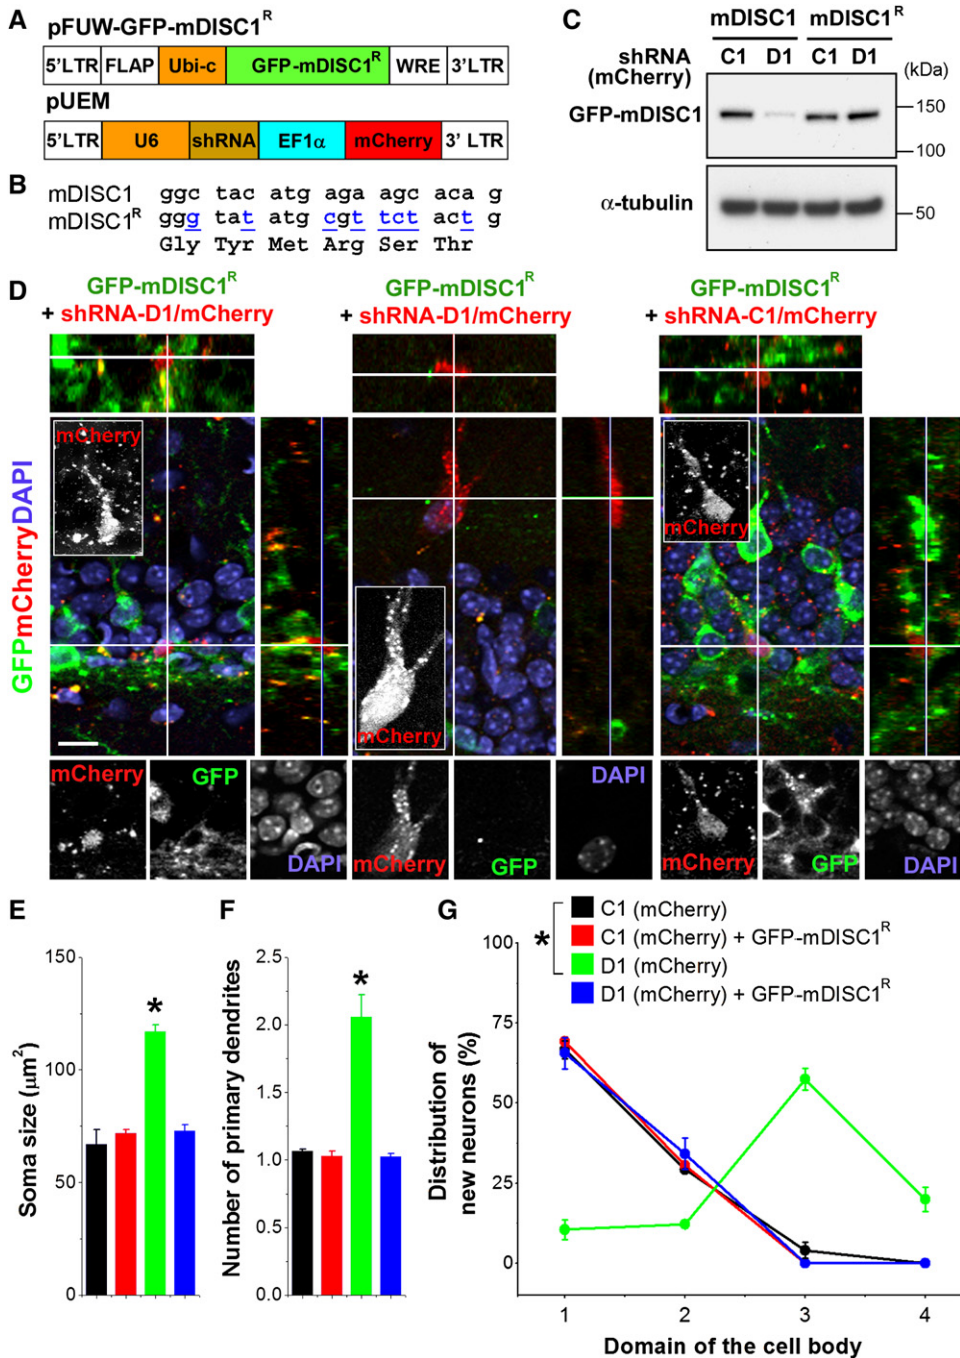 A
pFUW-GFP-mDISC1R
5'LTR FLAP Ubi-c GFP-mDISC1R WRE 3'LTR
pUEM
5'LTR U6 shRNA EF1α mCherry 3' LTR
B
mDISC1 ggc tac atg aga agc aca g
mDISC1R ggg tat atg cgt tct act g
Gly Tyr Met Arg Ser Thr
C
mDISC1 mDISC1R
shRNA (mCherry) C1 D1 C1 D1 (kDa)
GFP-mDISC1
150
100
α-tubulin
50
D
GFP-mDISC1R
+ shRNA-D1/mCherry
GFP-mDISC1R
+ shRNA-D1/mCherry
GFP-mDISC1R
+ shRNA-C1/mCherry
GFPmCherryDAPI
mCherry
mCherry
mCherry
mCherry
GFP
DAPI
mCherry
GFP
DAPI
mCherry
GFP
DAPI
E
Soma size (μm2)
150
100
50
0
*
F
Number of primary dendrites
2.5
2.0
1.5
1.0
0.5
0.0
*
G
*
C1 (mCherry)
C1 (mCherry) + GFP-mDISC1R
D1 (mCherry)
D1 (mCherry) + GFP-mDISC1R
Distribution of
new neurons (%)
100
75
50
25
0
1 2 3 4
Domain of the cell body